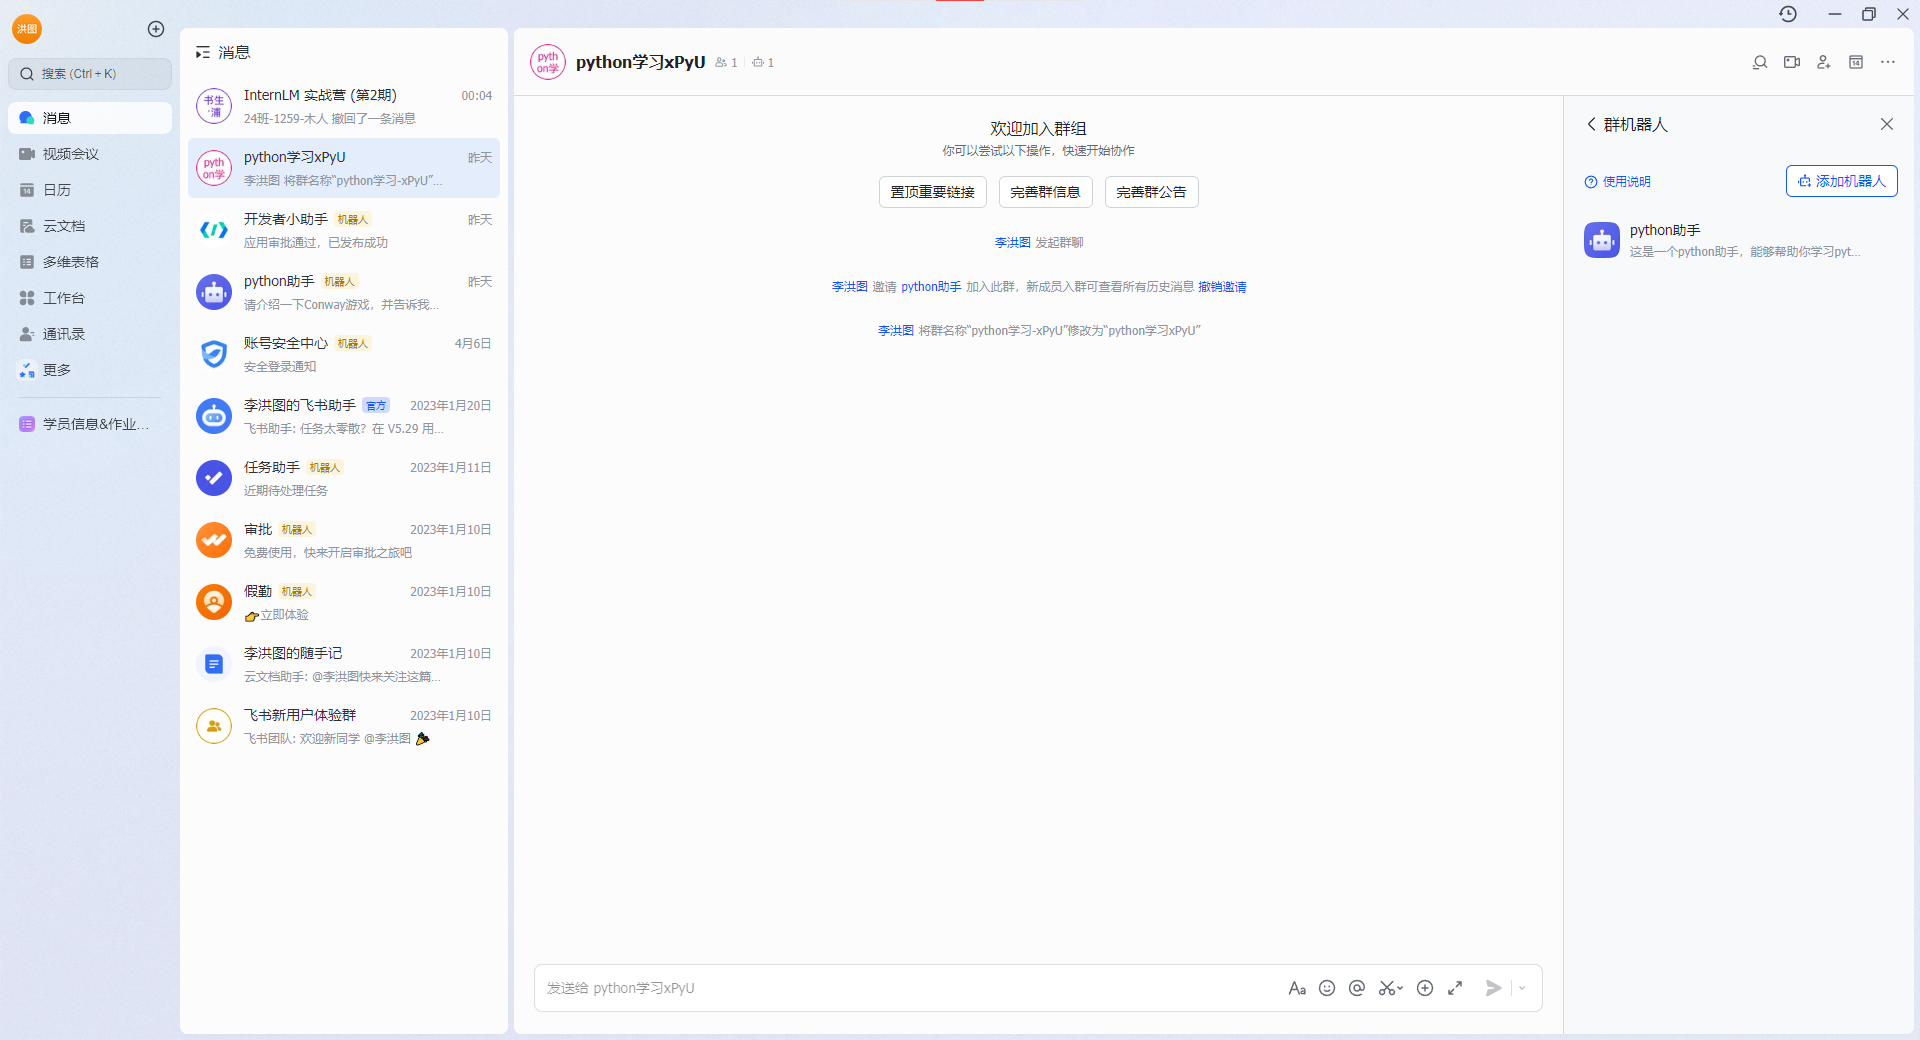 洪图
搜索 (Ctrl + K)
消息
视频会议
14
日历
云文档
多维表格
工作台
通讯录
更多
学员信息&作业...
消息
书生·浦
InternLM 实战营 (第2期)
00:04
24班-1259-木人 撤回了一条消息
python学
python学习xPyU
昨天
李洪图 将群名称“python学习-xPyU”...
开发者小助手 机器人
昨天
应用审批通过，已发布成功
python助手 机器人
昨天
请介绍一下Conway游戏，并告诉我...
账号安全中心 机器人
4月6日
安全登录通知
李洪图的飞书助手 官方
2023年1月20日
飞书助手: 任务太零散？在 V5.29 用...
任务助手 机器人
2023年1月11日
近期待处理任务
审批 机器人
2023年1月10日
免费使用，快来开启审批之旅吧
假勤 机器人
2023年1月10日
👉立即体验
李洪图的随手记
2023年1月10日
云文档助手: @李洪图快来关注这篇...
飞书新用户体验群
2023年1月10日
飞书团队: 欢迎新同学 @李洪图 🎉
python学
python学习xPyU
1
1
14
欢迎加入群组
你可以尝试以下操作，快速开始协作
置顶重要链接
完善群信息
完善群公告
李洪图 发起群聊
李洪图 邀请 python助手 加入此群，新成员入群可查看所有历史消息 撤销邀请
李洪图 将群名称“python学习-xPyU”修改为“python学习xPyU”
发送给 python学习xPyU
Aa
群机器人
使用说明
添加机器人
python助手
这是一个python助手，能够帮助你学习pyt...